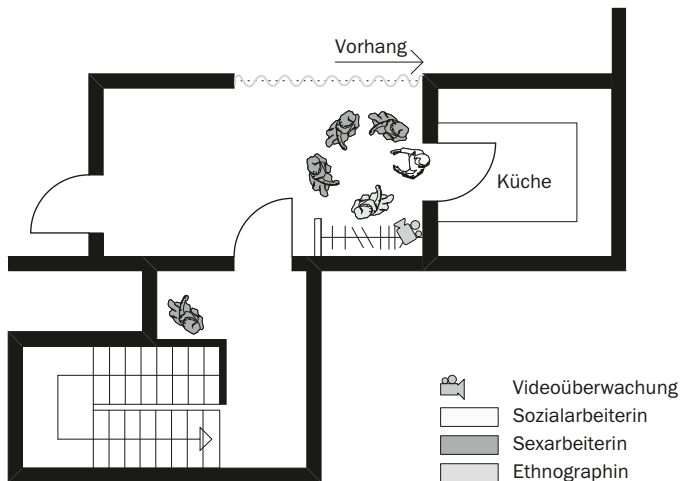 Vorhang
Küche
Videoüberwachung
Sozialarbeiterin
Sexarbeiterin
Ethnographin